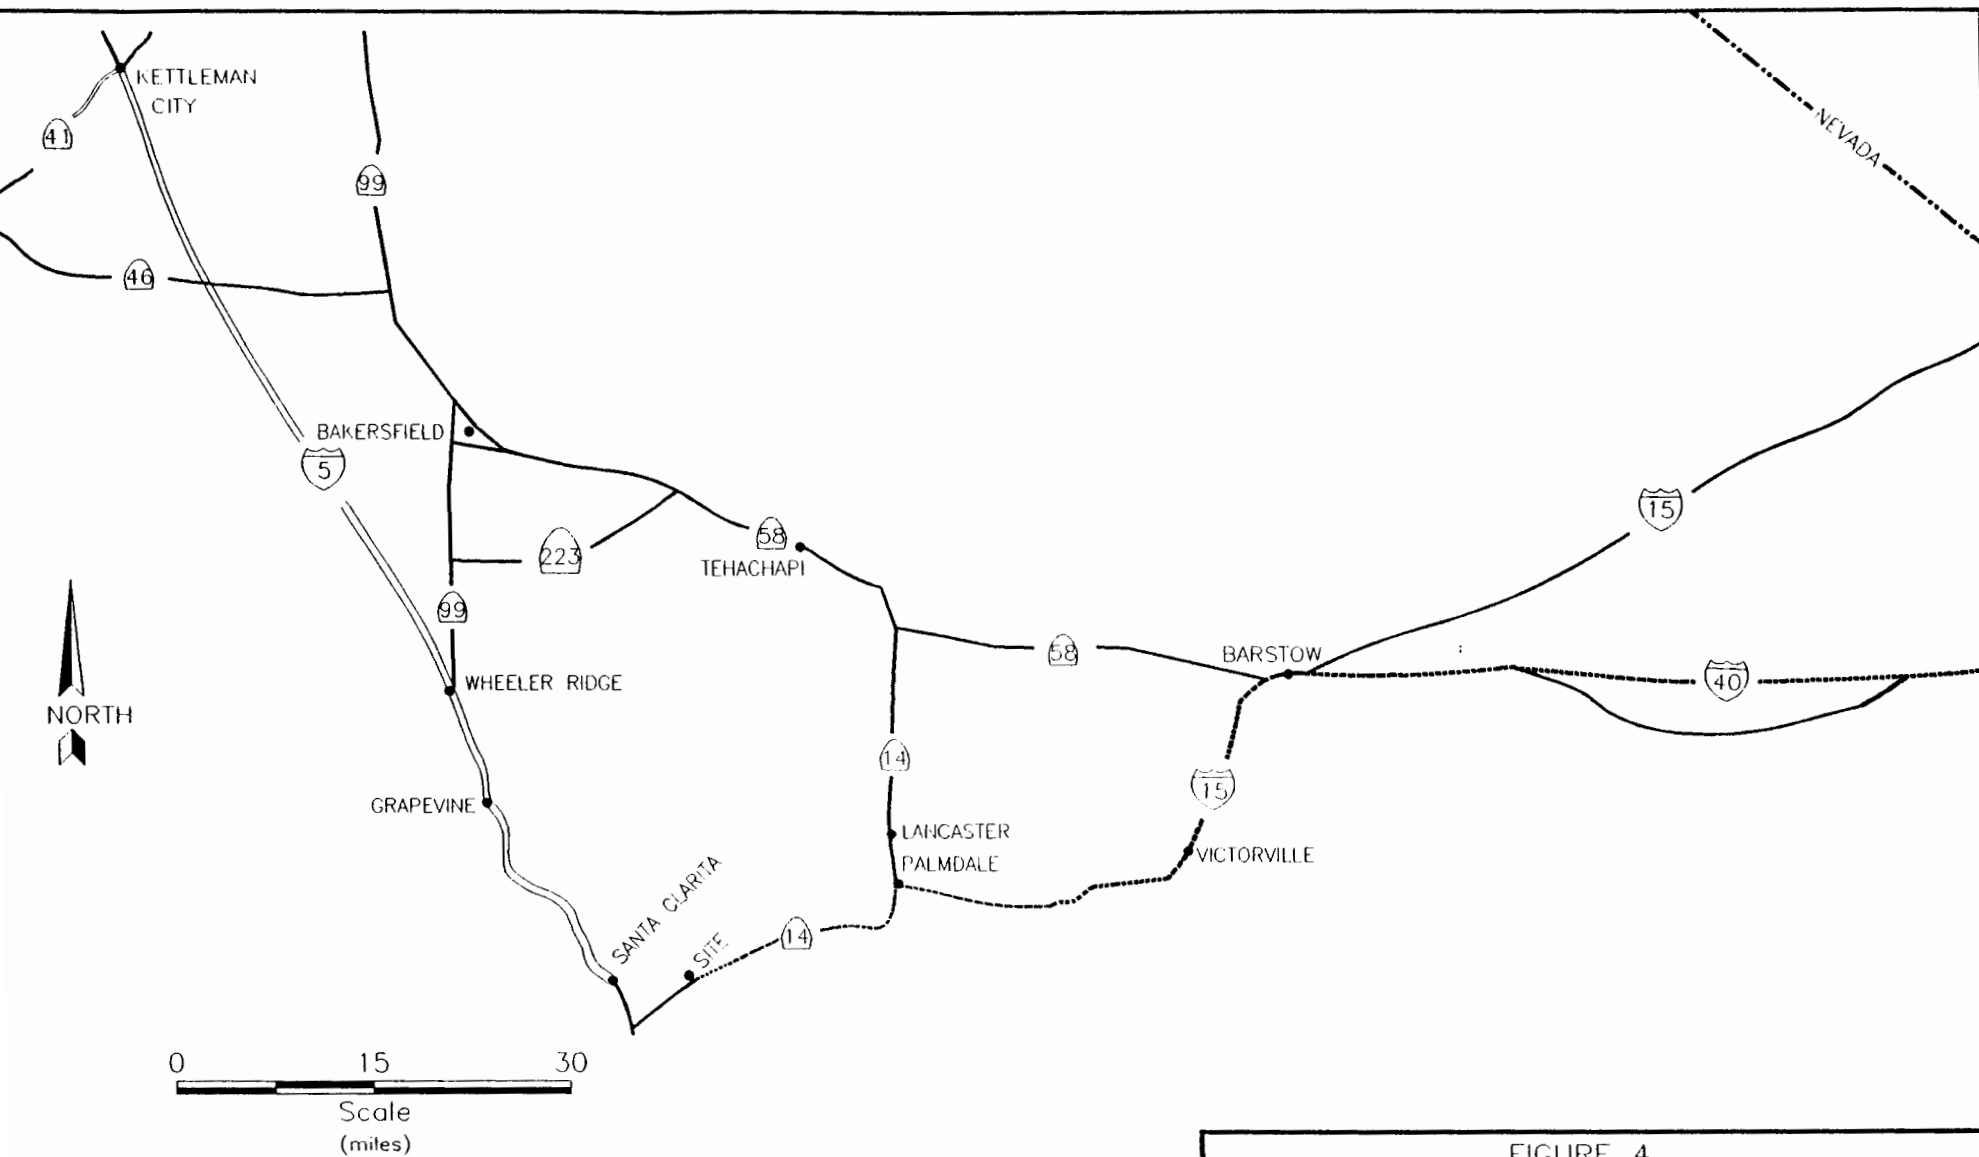 KETTLEMAN
CITY
41
99
NEVADA
46
BAKERSFIELD
5
15
58
223
TEHACHAPI
99
58
BARSTOW
WHEELER RIDGE
40
NORTH
14
15
GRAPEVINE
LANCASTER
PALMDALE
VICTORVILLE
SANTA CLARITA
SITE
14
0 15 30
Scale
(miles)
FIGURE 4